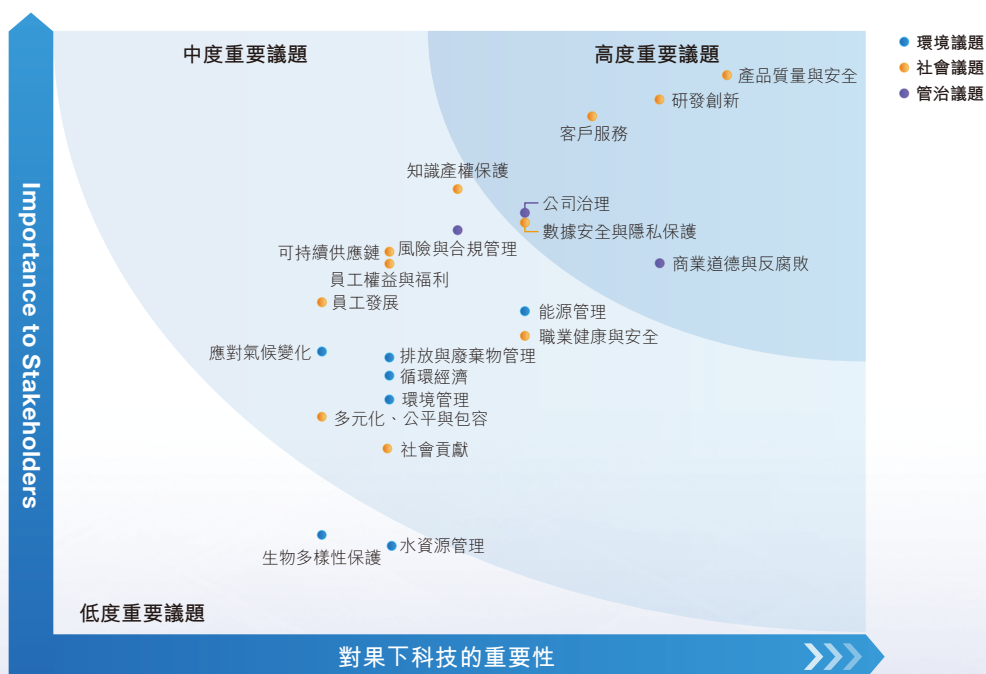 中度重要議題
高度重要議題
環境議題
社會議題
管治議題
產品質量與安全
研發創新
客戶服務
知識產權保護
公司治理
數據安全與隱私保護
風險與合規管理
可持續供應鏈
商業道德與反腐敗
員工權益與福利
員工發展
能源管理
職業健康與安全
應對氣候變化
排放與廢棄物管理
循環經濟
環境管理
多元化、公平與包容
社會貢獻
水資源管理
生物多樣性保護
低度重要議題
Importance to Stakeholders
對果下科技的重要性